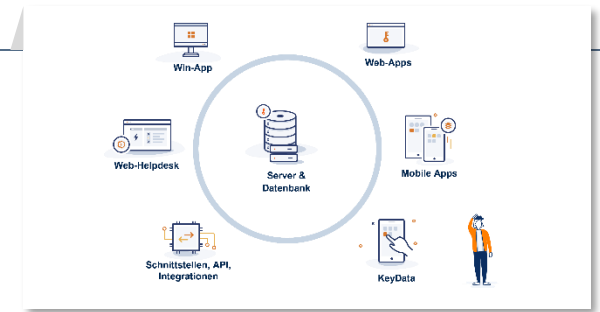 Win-App
Web-Apps
Web-Helpdesk
Server &
Datenbank
Mobile Apps
Schnittstellen, API,
Integrationen
KeyData